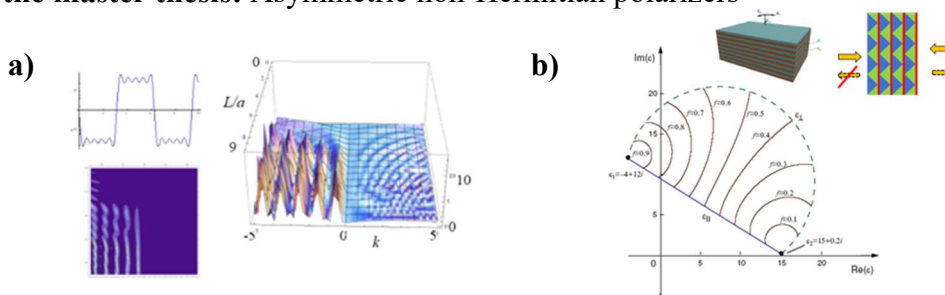 the master thesis: Asymmetric non-Hermitian polarizers
a)
0
L/a
9
-5
0
k
5
0
10
b)
Im(ε)
20
15
5
f=0.9
f=0.8
f=0.7
f=0.6
f=0.5
f=0.4
f=0.3
f=0.2
f=0.1
ε⊥
ε||
ε₁=-4+12i
ε₂=15+0.2i
0
5
10
15
20
Re(ε)